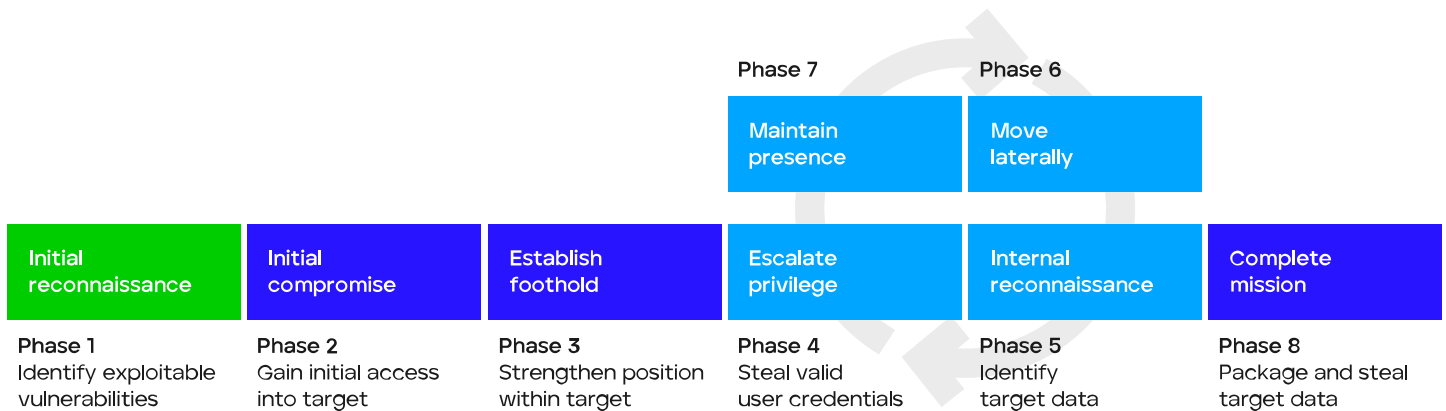 Phase 7
Phase 6
Maintain
presence
Move
laterally
Initial
reconnaissance
Initial
compromise
Establish
foothold
Escalate
privilege
Internal
reconnaissance
Complete
mission
Phase 1
Identify exploitable
vulnerabilities
Phase 2
Gain initial access
into target
Phase 3
Strengthen position
within target
Phase 4
Steal valid
user credentials
Phase 5
Identify
target data
Phase 8
Package and steal
target data